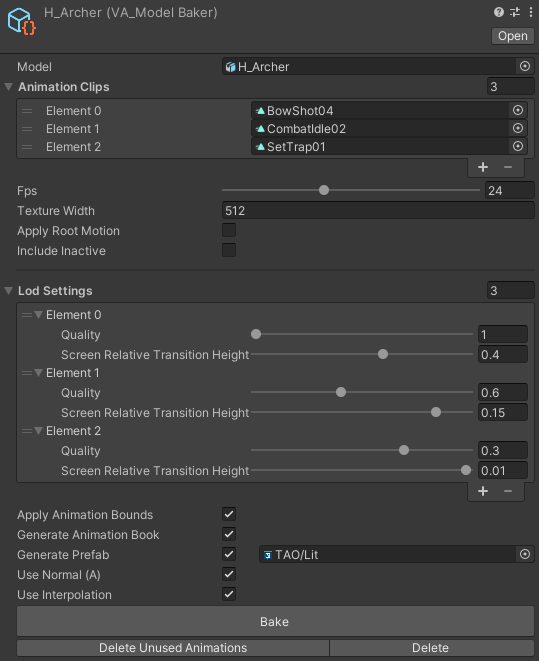 H_Archer (VA_Model Baker)
Open
Model H_Archer
Animation Clips 3
Element 0 BowShot04
Element 1 CombatIdle02
Element 2 SetTrap01
+ −
Fps 24
Texture Width 512
Apply Root Motion
Include Inactive
Lod Settings 3
Element 0
Quality 1
Screen Relative Transition Height 0.4
Element 1
Quality 0.6
Screen Relative Transition Height 0.15
Element 2
Quality 0.3
Screen Relative Transition Height 0.01
+ −
Apply Animation Bounds
Generate Animation Book
Generate Prefab TAO/Lit
Use Normal (A)
Use Interpolation
Bake
Delete Unused Animations Delete